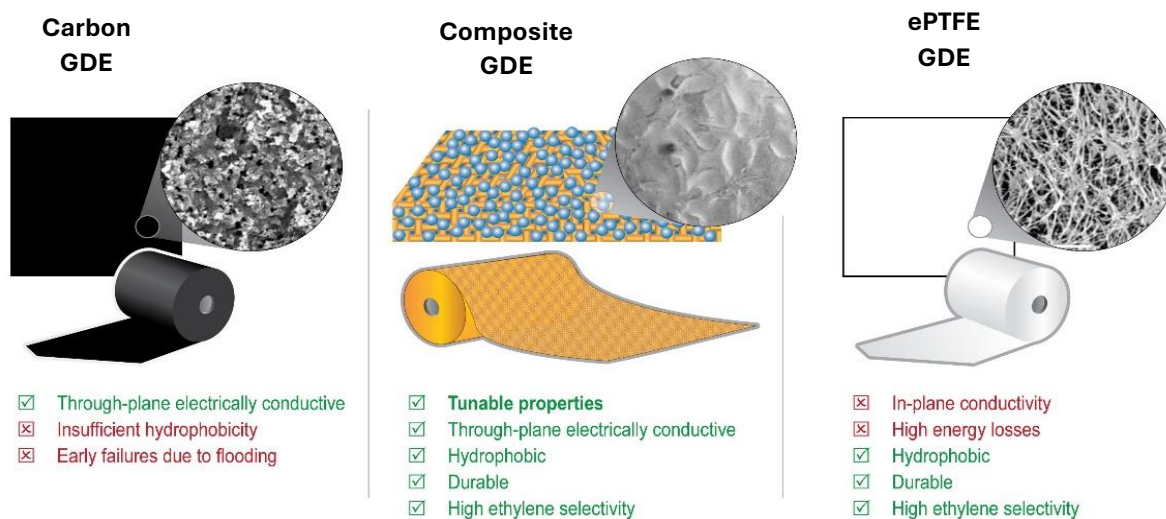 Carbon
GDE
Through-plane electrically conductive
Insufficient hydrophobicity
Early failures due to flooding
Composite
GDE
Tunable properties
Through-plane electrically conductive
Hydrophobic
Durable
High ethylene selectivity
ePTFE
GDE
In-plane conductivity
High energy losses
Hydrophobic
Durable
High ethylene selectivity